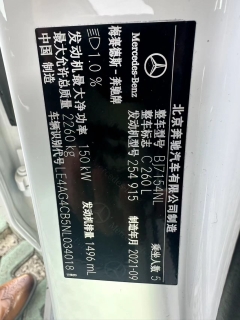 北京奔驰汽车有限公司制造
整车型号 BJ7154NL 乘坐人数 5
整车标志 C 260 L
发动机型号 254 915 制造年月 2021-09
Mercedes-Benz
梅赛德斯-奔驰牌
1.0 %
发动机最大净功率 150 kW 发动机排量 1496 mL
最大允许总质量 2260 kg
中国 制造 车辆识别代号 LE4AG4CB5NL034018